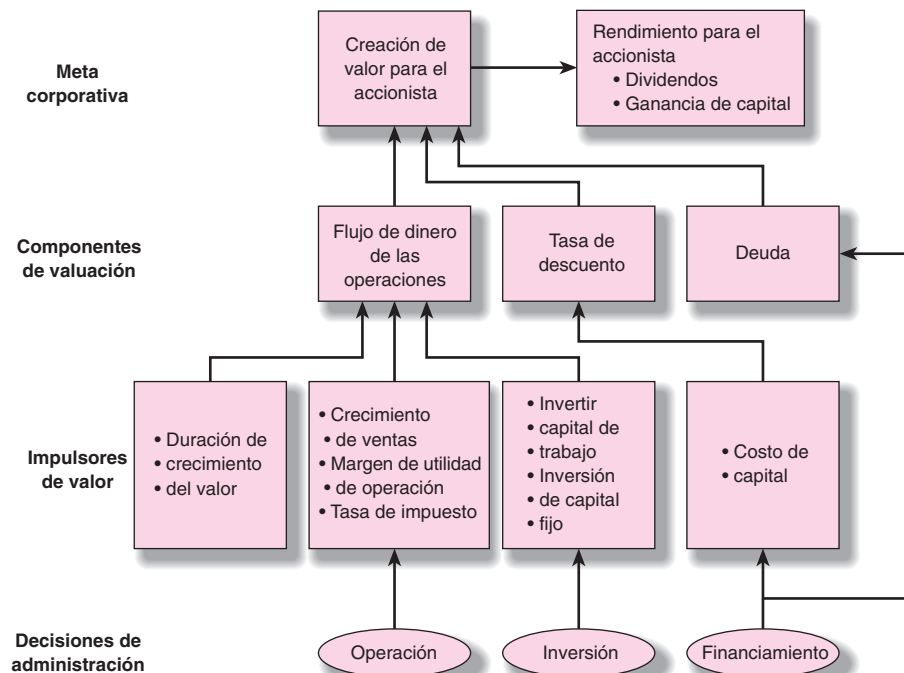 Meta
corporativa
Creación de
valor para el
accionista
Rendimiento para el
accionista
• Dividendos
• Ganancia de capital
Componentes
de valuación
Flujo de dinero
de las
operaciones
Tasa de
descuento
Deuda
Impulsores
de valor
• Duración de
• crecimiento
• del valor
• Crecimiento
• de ventas
• Margen de utilidad
• de operación
• Tasa de impuesto
• Invertir
• capital de
• trabajo
• Inversión
• de capital
• fijo
• Costo de
• capital
Decisiones de
administración
Operación
Inversión
Financiamiento